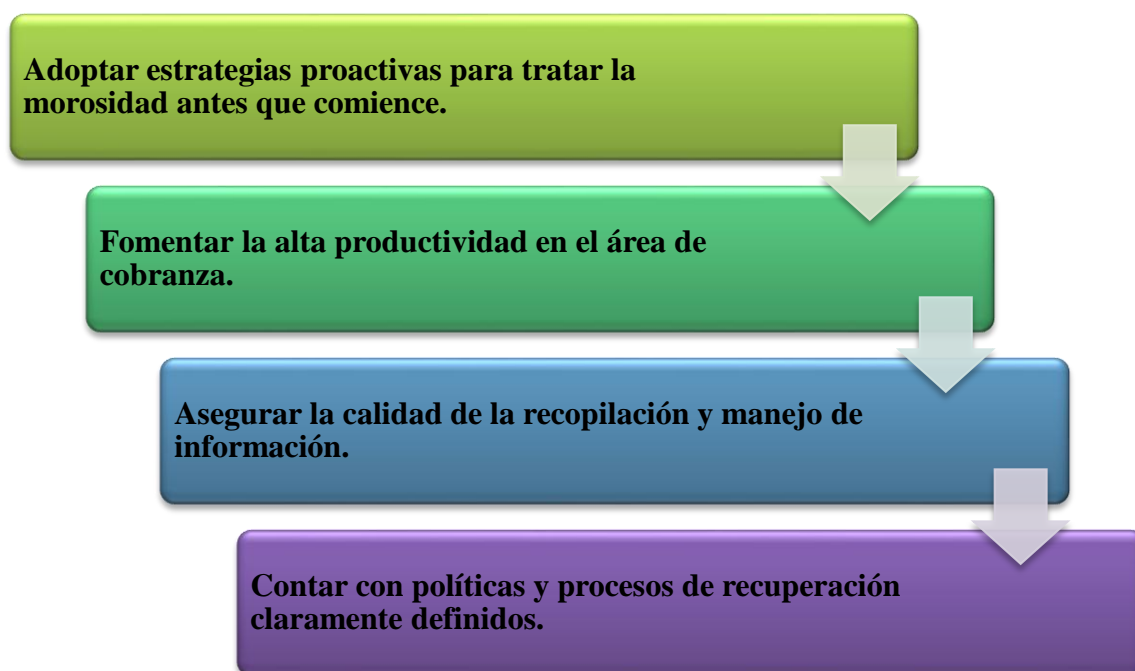 Adoptar estrategias proactivas para tratar la
morosidad antes que comience.
Fomentar la alta productividad en el área de
cobranza.
Asegurar la calidad de la recopilación y manejo de
información.
Contar con políticas y procesos de recuperación
claramente definidos.